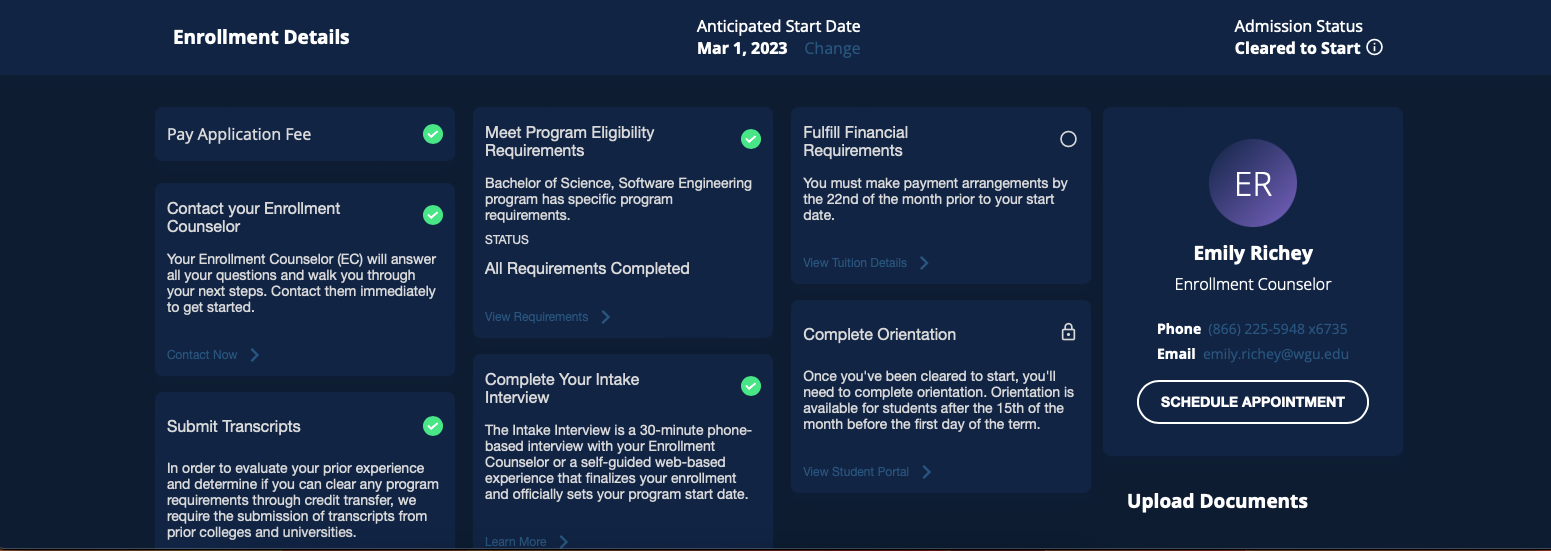 Enrollment Details
Anticipated Start Date
Mar 1, 2023 Change
Admission Status
Cleared to Start
Pay Application Fee
Contact your Enrollment
Counselor
Your Enrollment Counselor (EC) will answer
all your questions and walk you through
your next steps. Contact them immediately
to get started.
Contact Now
Submit Transcripts
In order to evaluate your prior experience
and determine if you can clear any program
requirements through credit transfer, we
require the submission of transcripts from
prior colleges and universities.
Meet Program Eligibility
Requirements
Bachelor of Science, Software Engineering
program has specific program
requirements.
STATUS
All Requirements Completed
View Requirements
Complete Your Intake
Interview
The Intake Interview is a 30-minute phone-
based interview with your Enrollment
Counselor or a self-guided web-based
experience that finalizes your enrollment
and officially sets your program start date.
Learn More
Fulfill Financial
Requirements
You must make payment arrangements by
the 22nd of the month prior to your start
date.
View Tuition Details
Complete Orientation
Once you've been cleared to start, you'll
need to complete orientation. Orientation is
available for students after the 15th of the
month before the first day of the term.
View Student Portal
ER
Emily Richey
Enrollment Counselor
Phone (866) 225-5948 x6735
Email emily.richey@wgu.edu
SCHEDULE APPOINTMENT
Upload Documents